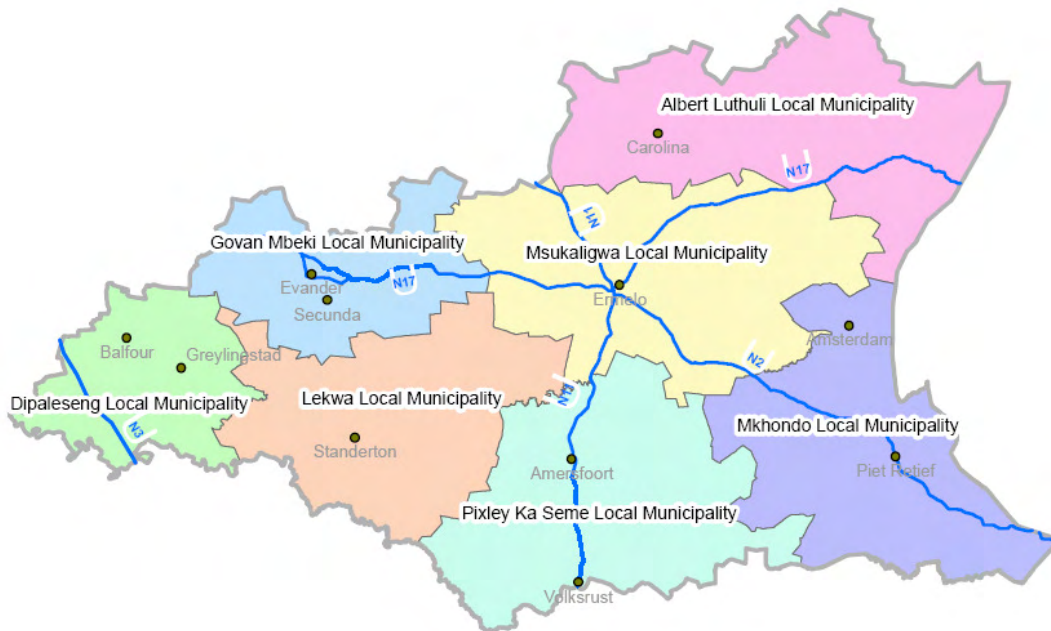 Albert Luthuli Local Municipality
Carolina
N17
N11
Govan Mbeki Local Municipality
Msukaligwa Local Municipality
Evander
N17
Secunda
Ermelo
Amsterdam
Balfour
Greylingstad
N2
Dipaleseng Local Municipality
Lekwa Local Municipality
N11
N3
Mkhondo Local Municipality
Standerton
Amersfoort
Piet Retief
Pixley Ka Seme Local Municipality
Volksrust